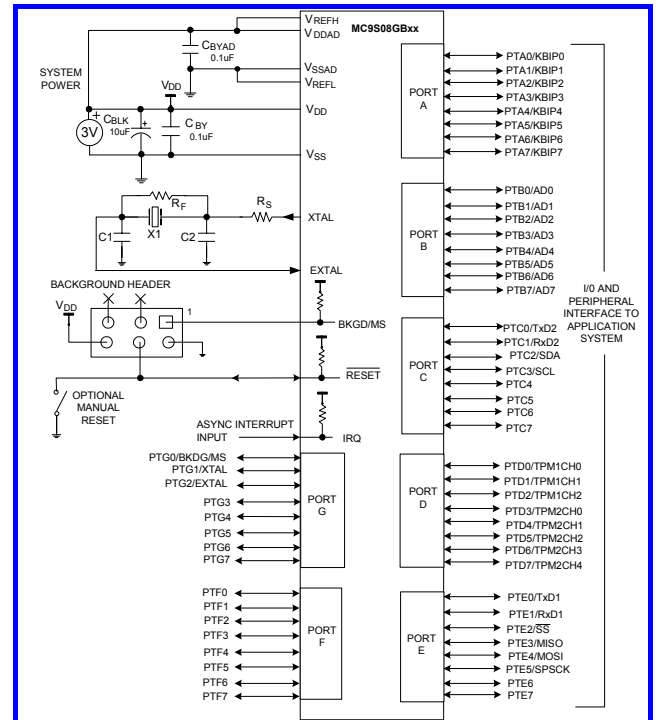 MC9S08GBxx
VREFH
VDDAD
CBYAD
0.1uF
VSSAD
VREFL
SYSTEM
POWER
VDD
VDD
3V
+
CBLK
10uF
+
CBY
0.1uF
VSS
RF
RS
XTAL
C1
X1
C2
EXTAL
BACKGROUND HEADER
VDD
1
BKGD/MS
RESET
OPTIONAL
MANUAL
RESET
ASYNC INTERRUPT
INPUT
IRQ
PTG0/BKDG/MS
PTG1/XTAL
PTG2/EXTAL
PTG3
PTG4
PTG5
PTG6
PTG7
PORT
G
PTF0
PTF1
PTF2
PTF3
PTF4
PTF5
PTF6
PTF7
PORT
F
PORT
A
PTA0/KBIP0
PTA1/KBIP1
PTA2/KBIP2
PTA3/KBIP3
PTA4/KBIP4
PTA5/KBIP5
PTA6/KBIP6
PTA7/KBIP7
PORT
B
PTB0/AD0
PTB1/AD1
PTB2/AD2
PTB3/AD3
PTB4/AD4
PTB5/AD5
PTB6/AD6
PTB7/AD7
PORT
C
PTC0/TxD2
PTC1/RxD2
PTC2/SDA
PTC3/SCL
PTC4
PTC5
PTC6
PTC7
PORT
D
PTD0/TPM1CH0
PTD1/TPM1CH1
PTD2/TPM1CH2
PTD3/TPM2CH0
PTD4/TPM2CH1
PTD5/TPM2CH2
PTD6/TPM2CH3
PTD7/TPM2CH4
PORT
E
PTE0/TxD1
PTE1/RxD1
PTE2/SS
PTE3/MISO
PTE4/MOSI
PTE5/SPSCK
PTE6
PTE7
I/0 AND
PERIPHERAL
INTERFACE TO
APPLICATION
SYSTEM